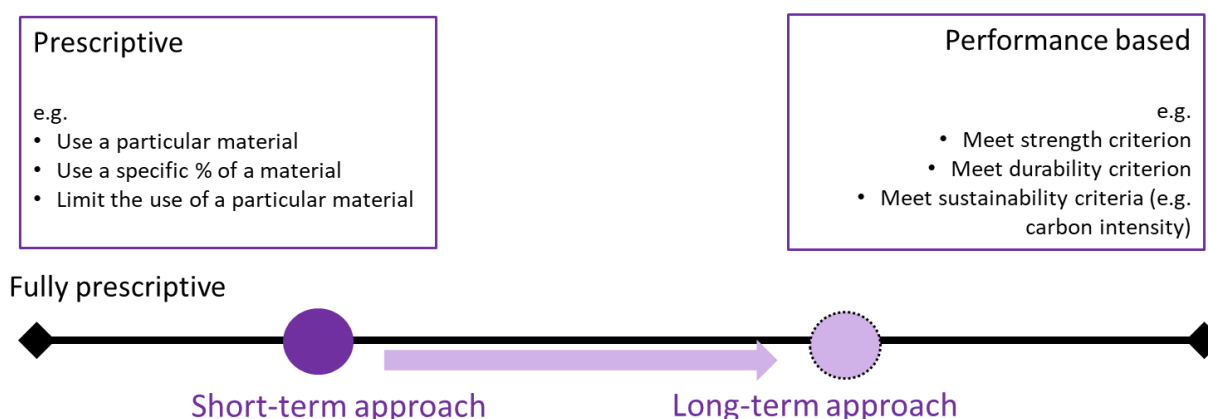 Prescriptive
e.g.
• Use a particular material
• Use a specific % of a material
• Limit the use of a particular material
Performance based
e.g.
• Meet strength criterion
• Meet durability criterion
• Meet sustainability criteria (e.g.
carbon intensity)
Fully prescriptive
Short-term approach
Long-term approach